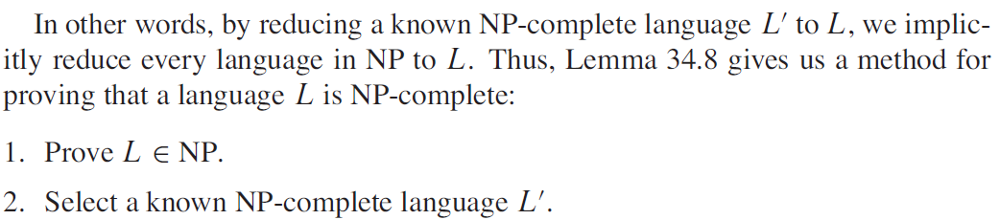 In other words, by reducing a known NP-complete language L′ to L, we implic-
itly reduce every language in NP to L. Thus, Lemma 34.8 gives us a method for
proving that a language L is NP-complete:
1. Prove L ∈ NP.
2. Select a known NP-complete language L′.